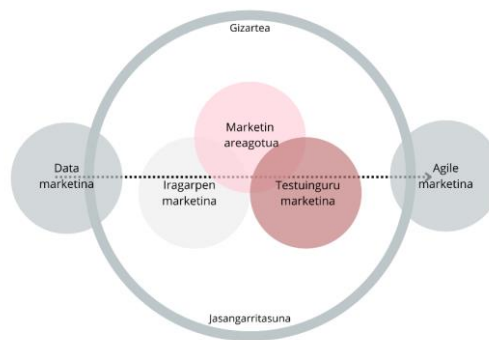 Gizartea
Marketin
areagotua
Data
marketina
Iragarpen
marketina
Testuinguru
marketina
Agile
marketina
Jasangarritasuna